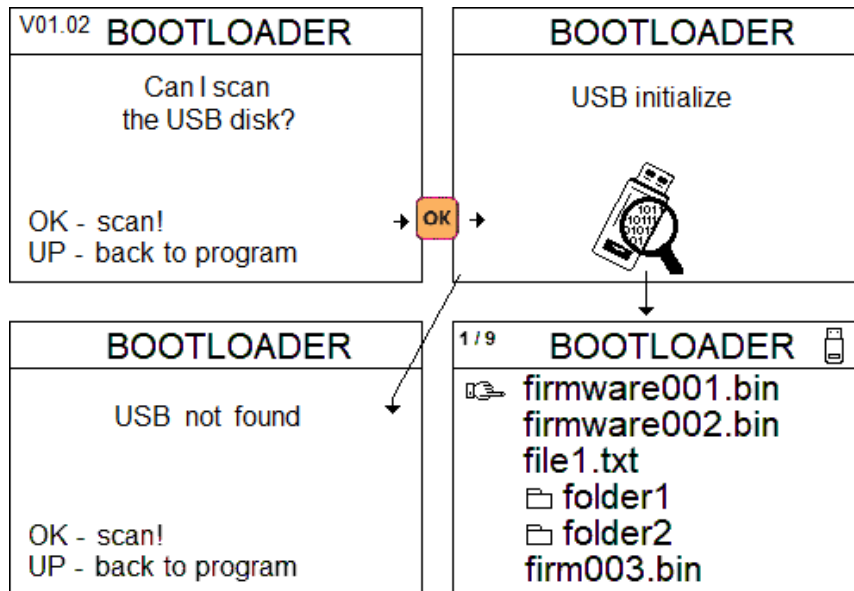 V01.02 BOOTLOADER
Can I scan
the USB disk?
OK - scan!
UP - back to program
OK
BOOTLOADER
USB initialize
BOOTLOADER
USB not found
OK - scan!
UP - back to program
1 / 9 BOOTLOADER
firmware001.bin
firmware002.bin
file1.txt
folder1
folder2
firm003.bin